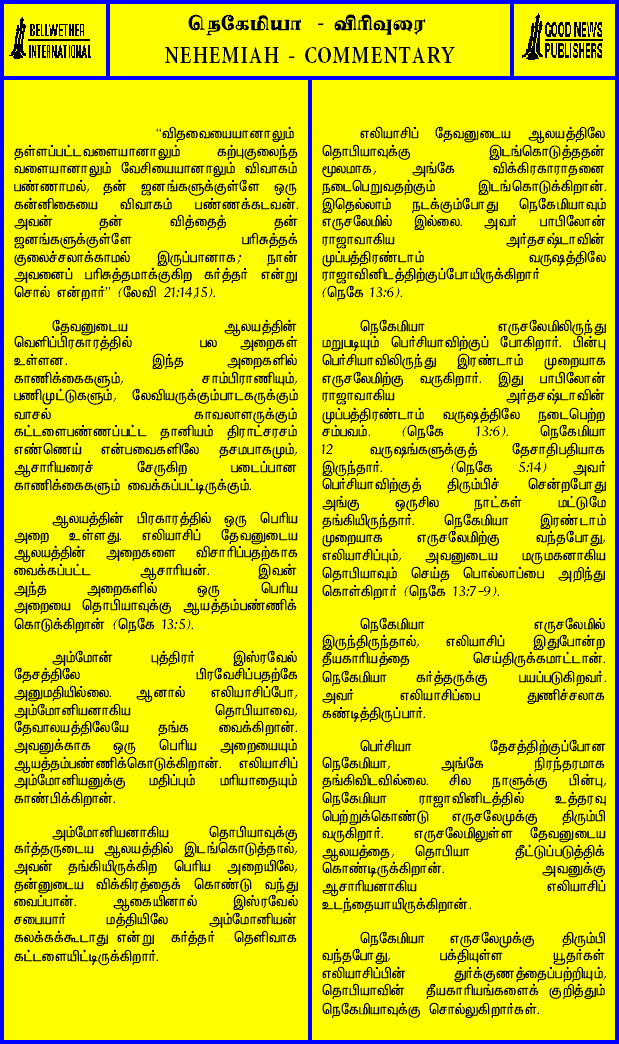 BELLWETHER
INTERNATIONAL
நெகேமியா - விரிவுரை
NEHEMIAH - COMMENTARY
GOOD NEWS
PUBLISHERS
“விதவையையானாலும்
தள்ளப்பட்டவளையானாலும் கற்புகுலைந்த
வளையானாலும் வேசியையானாலும் விவாகம்
பண்ணாமல், தன் ஜனங்களுக்குள்ளே ஒரு
கன்னிகையை விவாகம் பண்ணக்கடவன்.
அவன் தன் வித்தைத் தன்
ஜனங்களுக்குள்ளே பரிசுத்தக்
குலைச்சலாக்காமல் இருப்பானாக; நான்
அவனைப் பரிசுத்தமாக்குகிற கர்த்தர் என்று
சொல் என்றார்” (லேவி 21:14,15).
தேவனுடைய ஆலயத்தின்
வெளிப்பிரகாரத்தில் பல அறைகள்
உள்ளன. இந்த அறைகளில்
காணிக்கைகளும், சாம்பிராணியும்,
பணிமுட்டுகளும், லேவியருக்கும்பாடகருக்கும்
வாசல் காவலாளருக்கும்
கட்டளைபண்ணப்பட்ட தானியம் திராட்சரசம்
எண்ணெய் என்பவைகளிலே தசமபாகமும்,
ஆசாரியரைச் சேருகிற படைப்பான
காணிக்கைகளும் வைக்கப்பட்டிருக்கும்.
ஆலயத்தின் பிரகாரத்தில் ஒரு பெரிய
அறை உள்ளது. எலியாசிப் தேவனுடைய
ஆலயத்தின் அறைகளை விசாரிப்பதற்காக
வைக்கப்பட்ட ஆசாரியன். இவன்
அந்த அறைகளில் ஒரு பெரிய
அறையை தொபியாவுக்கு ஆயத்தம்பண்ணிக்
கொடுக்கிறான் (நெகே 13:5).
அம்மோன் புத்திரர் இஸ்ரவேல்
தேசத்திலே பிரவேசிப்பதற்கே
அனுமதியில்லை. ஆனால் எலியாசிப்போ,
அம்மோனியனாகிய தொபியாவை,
தேவாலயத்திலேயே தங்க வைக்கிறான்.
அவனுக்காக ஒரு பெரிய அறையையும்
ஆயத்தம்பண்ணிக்கொடுக்கிறான். எலியாசிப்
அம்மோனியனுக்கு மதிப்பும் மரியாதையும்
காண்பிக்கிறான்.
அம்மோனியனாகிய தொபியாவுக்கு
கர்த்தருடைய ஆலயத்தில் இடங்கொடுத்தால்,
அவன் தங்கியிருக்கிற பெரிய அறையிலே,
தன்னுடைய விக்கிரத்தைக் கொண்டு வந்து
வைப்பான். ஆகையினால் இஸ்ரவேல்
சபையார் மத்தியிலே அம்மோனியன்
கலக்கக்கூடாது என்று கர்த்தர் தெளிவாக
கட்டளையிட்டிருக்கிறார்.
எலியாசிப் தேவனுடைய ஆலயத்திலே
தொபியாவுக்கு இடங்கொடுத்ததன்
மூலமாக, அங்கே விக்கிரகாராதனை
நடைபெறுவதற்கும் இடங்கொடுக்கிறான்.
இதெல்லாம் நடக்கும்போது நெகேமியாவும்
எருசலேமில் இல்லை. அவர் பாபிலோன்
ராஜாவாகிய அர்தசஷ்டாவின்
முப்பத்திரண்டாம் வருஷத்திலே
ராஜாவினிடத்திற்குப்போயிருக்கிறார்
(நெகே 13:6).
நெகேமியா எருசலேமிலிருந்து
மறுபடியும் பெர்சியாவிற்குப் போகிறார். பின்பு
பெர்சியாவிலிருந்து இரண்டாம் முறையாக
எருசலேமிற்கு வருகிறார். இது பாபிலோன்
ராஜாவாகிய அர்தசஷ்டாவின்
முப்பத்திரண்டாம் வருஷத்திலே நடைபெற்ற
சம்பவம். (நெகே 13:6). நெகேமியா
12 வருஷங்களுக்குத் தேசாதிபதியாக
இருந்தார். (நெகே 5:14) அவர்
பெர்சியாவிற்குத் திரும்பிச் சென்றபோது
அங்கு ஒருசில நாட்கள் மட்டுமே
தங்கியிருந்தார். நெகேமியா இரண்டாம்
முறையாக எருசலேமிற்கு வந்தபோது,
எலியாசிப்பும், அவனுடைய மருமகனாகிய
தொபியாவும் செய்த பொல்லாப்பை அறிந்து
கொள்கிறார் (நெகே 13:7-9).
நெகேமியா எருசலேமில்
இருந்திருந்தால், எலியாசிப் இதுபோன்ற
தீயகாரியத்தை செய்திருக்கமாட்டான்.
நெகேமியா கர்த்தருக்கு பயப்படுகிறவர்.
அவர் எலியாசிப்பை துணிச்சலாக
கண்டித்திருப்பார்.
பெர்சியா தேசத்திற்குப்போன
நெகேமியா, அங்கே நிரந்தரமாக
தங்கிவிடவில்லை. சில நாளுக்கு பின்பு,
நெகேமியா ராஜாவினிடத்தில் உத்தரவு
பெற்றுக்கொண்டு எருசலேமுக்கு திரும்பி
வருகிறார். எருசலேமிலுள்ள தேவனுடைய
ஆலயத்தை, தொபியா தீட்டுப்படுத்திக்
கொண்டிருக்கிறான். அவனுக்கு
ஆசாரியனாகிய எலியாசிப்
உடந்தையாயிருக்கிறான்.
நெகேமியா எருசலேமுக்கு திரும்பி
வந்தபோது, பக்தியுள்ள யூதர்கள்
எலியாசிப்பின் துர்க்குணத்தைப்பற்றியும்,
தொபியாவின் தீயகாரியங்களைக் குறித்தும்
நெகேமியாவுக்கு சொல்லுகிறார்கள்.